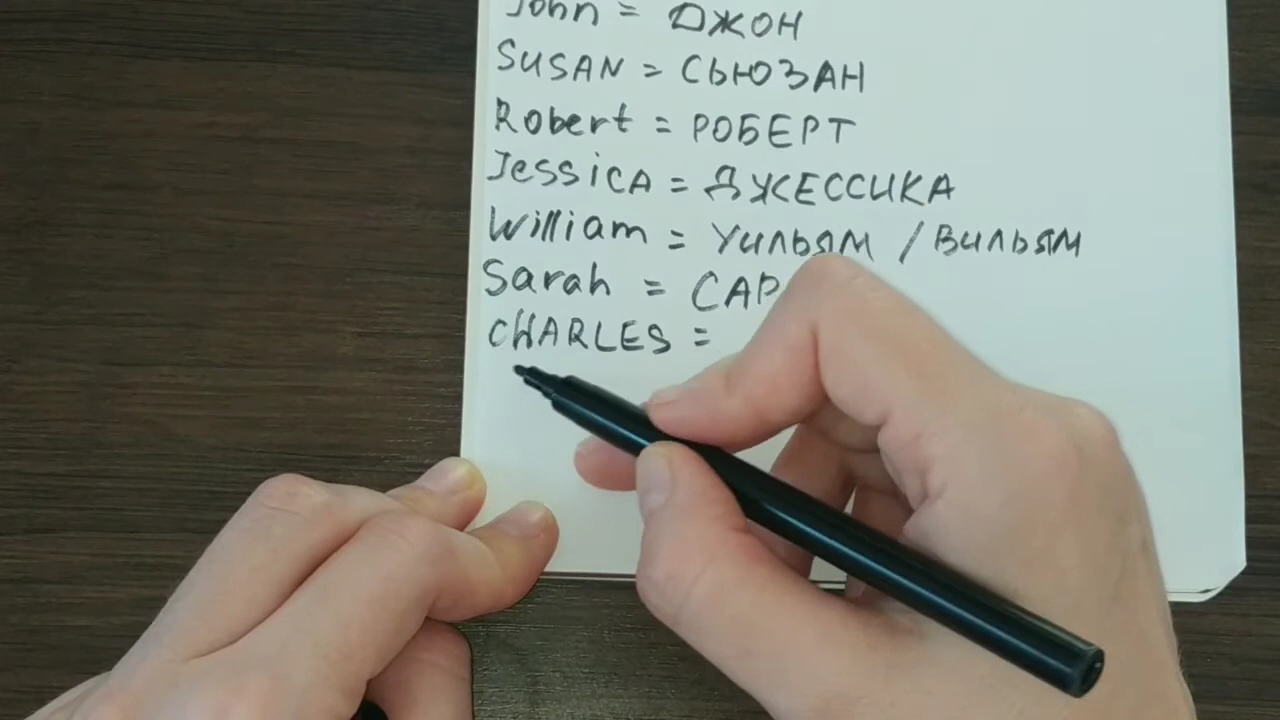 John = ДЖОН
SUSAN = СЬЮЗАН
Robert = РОБЕРТ
Jessica = ДЖЕССИКА
William = УИЛЬЯМ / ВИЛЬЯМ
Sarah = САР
CHARLES =